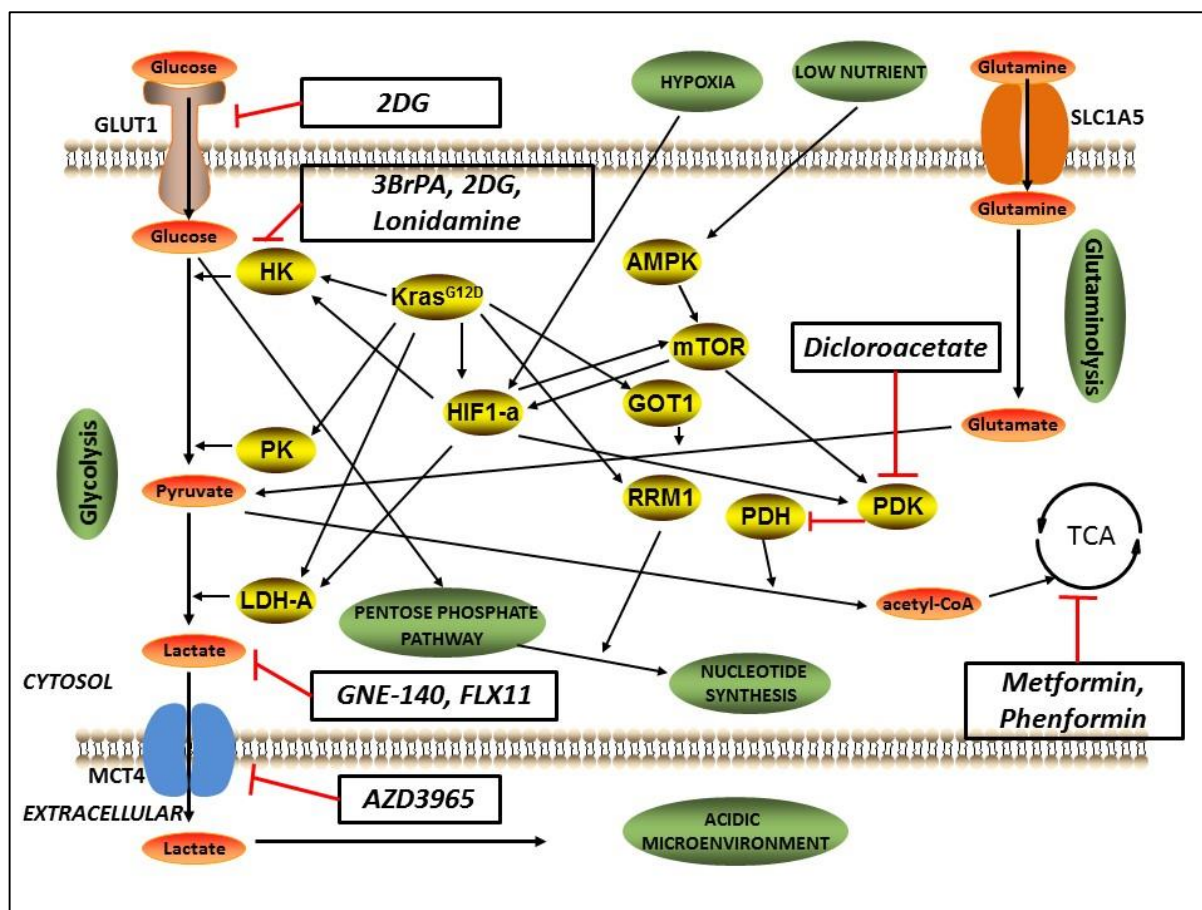 Glucose
2DG
HYPOXIA
LOW NUTRIENT
Glutamine
GLUT1
SLC1A5
3BrPA, 2DG,
Lonidamine
Glucose
Glutamine
HK
Kras^G12D
AMPK
mTOR
Dicloroacetate
Glutaminolysis
HIF1-a
GOT1
Glutamate
Glycolysis
PK
Pyruvate
RRM1
PDH
PDK
TCA
LDH-A
PENTOSE PHOSPHATE
PATHWAY
acetyl-CoA
Lactate
CYTOSOL
GNE-140, FLX11
NUCLEOTIDE
SYNTHESIS
Metformin,
Phenformin
MCT4
EXTRACELLULAR
AZD3965
ACIDIC
MICROENVIRONMENT
Lactate